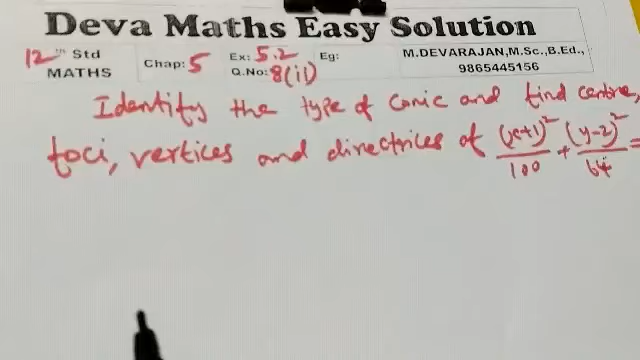 Deva Maths Easy Solution
12th Std MATHS Chap: 5 Ex: 5.2 Q.No: 8(ii) Eg: M.DEVARAJAN,M.Sc.,B.Ed., 9865445156
Identify the type of conic and find centre,
foci, vertices and directrices of (x+1)²/100 + (y-2)²/64 =